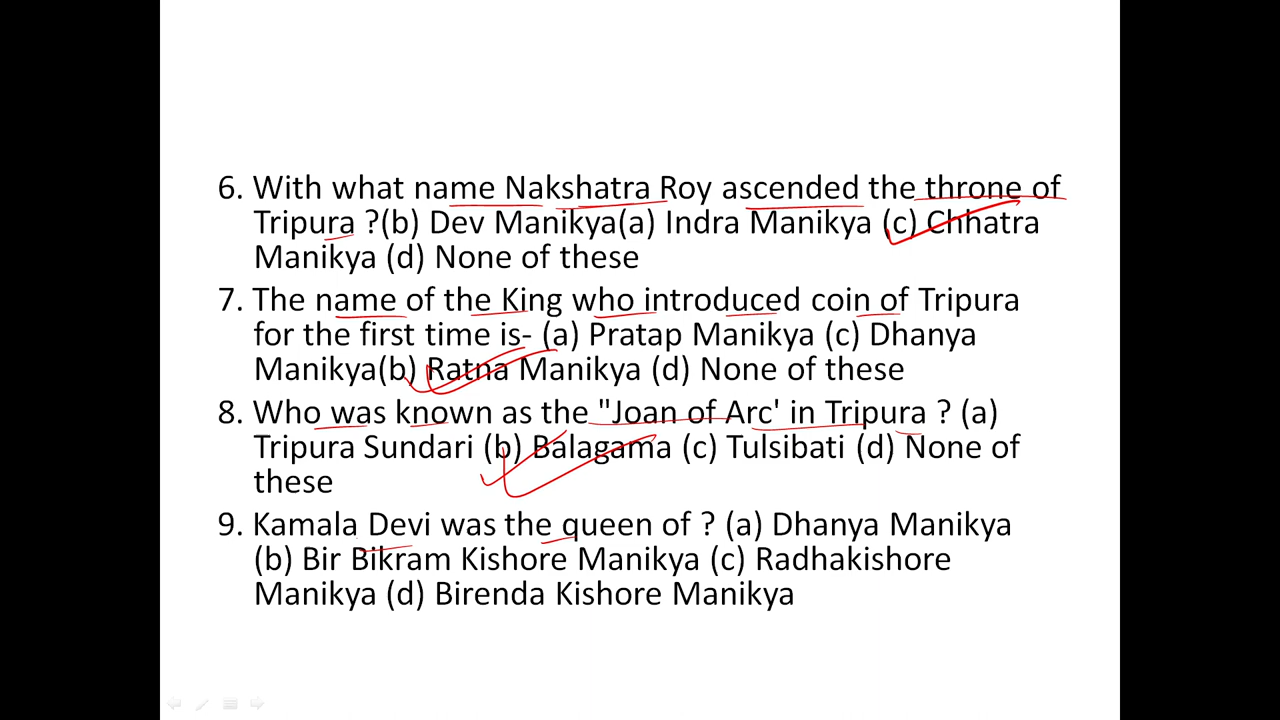 6. With what name Nakshatra Roy ascended the throne of
Tripura ?(b) Dev Manikya(a) Indra Manikya (c) Chhatra
Manikya (d) None of these
7. The name of the King who introduced coin of Tripura
for the first time is- (a) Pratap Manikya (c) Dhanya
Manikya(b) Ratna Manikya (d) None of these
8. Who was known as the "Joan of Arc' in Tripura ? (a)
Tripura Sundari (b) Balagama (c) Tulsibati (d) None of
these
9. Kamala Devi was the queen of ? (a) Dhanya Manikya
(b) Bir Bikram Kishore Manikya (c) Radhakishore
Manikya (d) Birenda Kishore Manikya